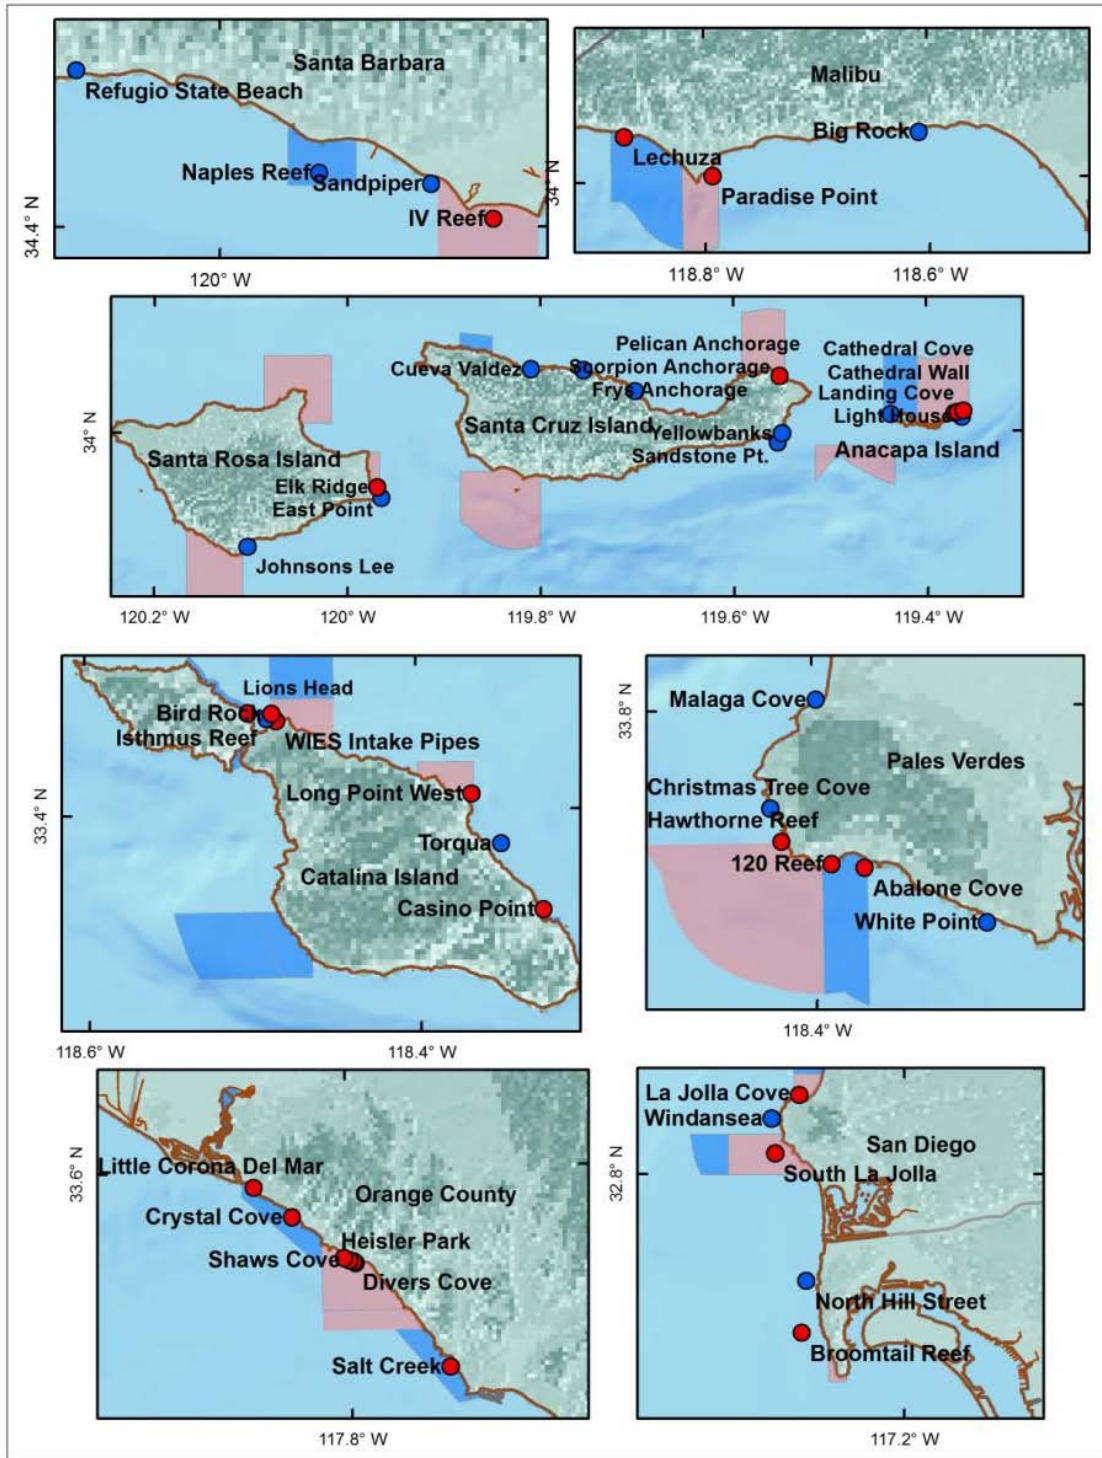 Santa Barbara
Refugio State Beach
Naples Reef
Sandpiper
IV Reef
34.4° N
120° W
Malibu
Big Rock
Lechuza
Paradise Point
34° N
118.8° W
118.6° W
Pelican Anchorage
Cueva Valdez
Scorpion Anchorage
Frys Anchorage
Cathedral Cove
Cathedral Wall
Landing Cove
Light House
Santa Cruz Island
Yellowbanks
Sandstone Pt.
Anacapa Island
34° N
Santa Rosa Island
Elk Ridge
East Point
Johnsons Lee
120.2° W
120° W
119.8° W
119.6° W
119.4° W
Lions Head
Bird Rock
Isthmus Reef
WIES Intake Pipes
Long Point West
33.4° N
Torqua
Catalina Island
Casino Point
118.6° W
118.4° W
Malaga Cove
33.8° N
Pales Verdes
Christmas Tree Cove
Hawthorne Reef
120 Reef
Abalone Cove
White Point
118.4° W
Little Corona Del Mar
33.6° N
Orange County
Crystal Cove
Heisler Park
Shaws Cove
Divers Cove
Salt Creek
117.8° W
La Jolla Cove
Windansea
San Diego
South La Jolla
32.8° N
North Hill Street
Broomtail Reef
117.2° W